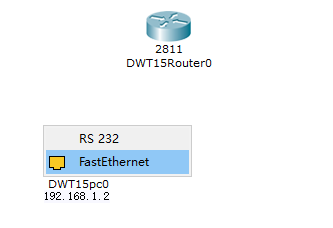 2811
DWT15Router0
RS 232
FastEthernet
DWT15pc0
192.168.1.2